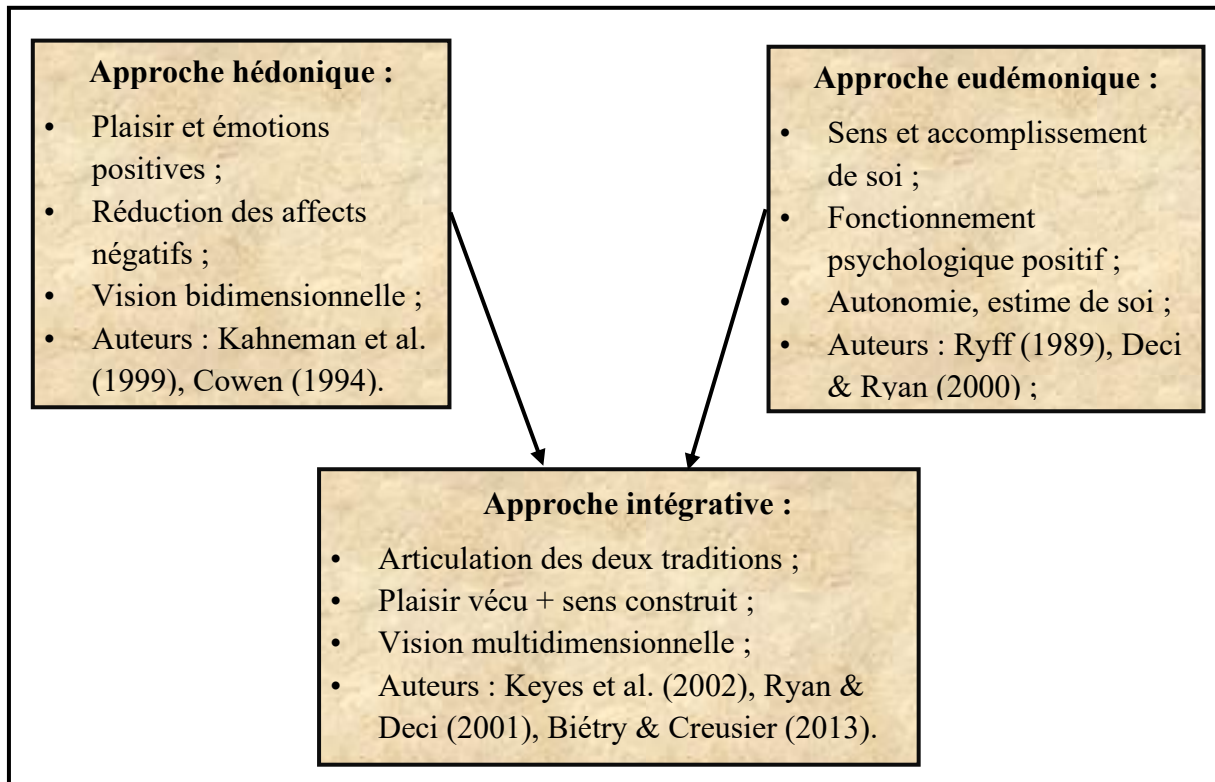 Approche hédonique :
• Plaisir et émotions
positives ;
• Réduction des affects
négatifs ;
• Vision bidimensionnelle ;
• Auteurs : Kahneman et al.
(1999), Cowen (1994).
Approche eudémonique :
• Sens et accomplissement
de soi ;
• Fonctionnement
psychologique positif ;
• Autonomie, estime de soi ;
• Auteurs : Ryff (1989), Deci
& Ryan (2000) ;
Approche intégrative :
• Articulation des deux traditions ;
• Plaisir vécu + sens construit ;
• Vision multidimensionnelle ;
• Auteurs : Keyes et al. (2002), Ryan &
Deci (2001), Biétry & Creusier (2013).